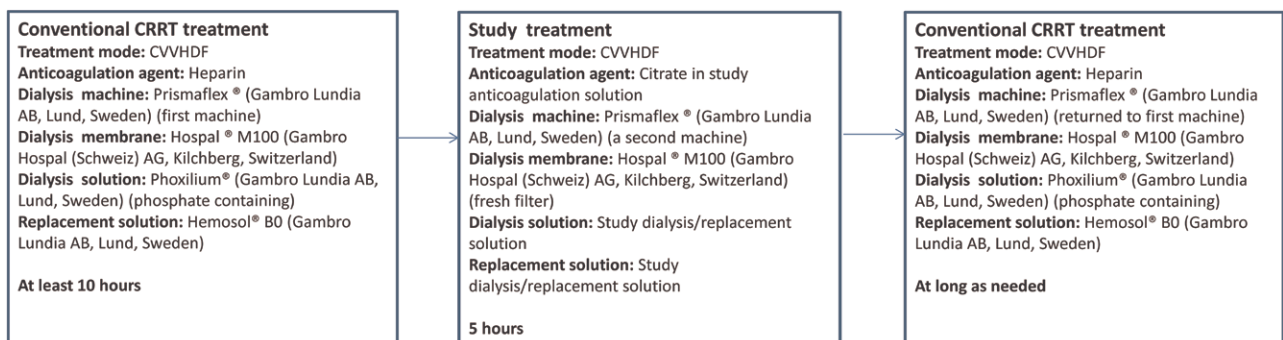 Conventional CRRT treatment
Treatment mode: CVVHDF
Anticoagulation agent: Heparin
Dialysis machine: Prismaflex ® (Gambro Lundia
AB, Lund, Sweden) (first machine)
Dialysis membrane: Hospal ® M100 (Gambro
Hospal (Schweiz) AG, Kilchberg, Switzerland)
Dialysis solution: Phoxilium® (Gambro Lundia AB,
Lund, Sweden) (phosphate containing)
Replacement solution: Hemosol® B0 (Gambro
Lundia AB, Lund, Sweden)
At least 10 hours
Study treatment
Treatment mode: CVVHDF
Anticoagulation agent: Citrate in study
anticoagulation solution
Dialysis machine: Prismaflex ® (Gambro Lundia
AB, Lund, Sweden) (a second machine)
Dialysis membrane: Hospal ® M100 (Gambro
Hospal (Schweiz) AG, Kilchberg, Switzerland)
(fresh filter)
Dialysis solution: Study dialysis/replacement
solution
Replacement solution: Study
dialysis/replacement solution
5 hours
Conventional CRRT treatment
Treatment mode: CVVHDF
Anticoagulation agent: Heparin
Dialysis machine: Prismaflex ® (Gambro Lundia
AB, Lund, Sweden) (returned to first machine)
Dialysis membrane: Hospal ® M100 (Gambro
Hospal (Schweiz) AG, Kilchberg, Switzerland)
Dialysis solution: Phoxilium® (Gambro Lundia
AB, Lund, Sweden) (phosphate containing)
Replacement solution: Hemosol® B0 (Gambro
Lundia AB, Lund, Sweden)
At long as needed